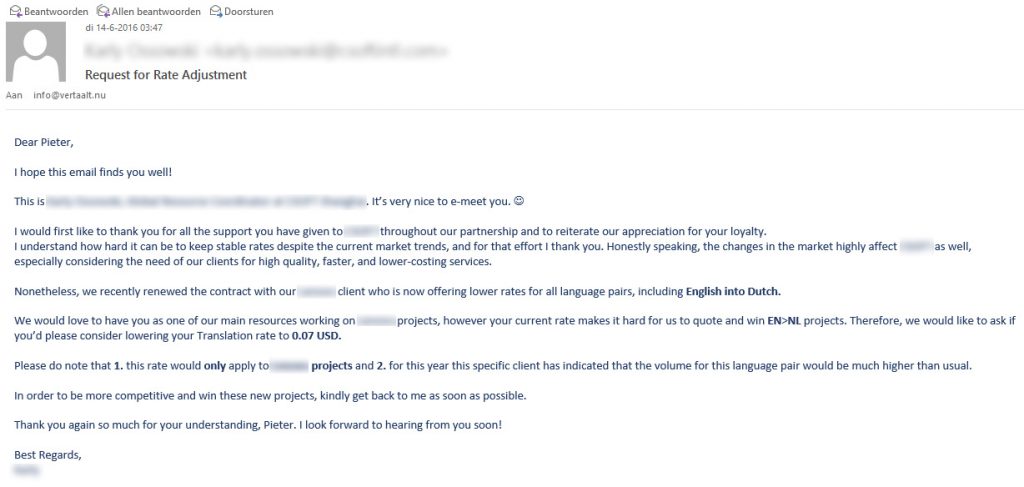 Beantwoorden Allen beantwoorden Doorsturen
di 14-6-2016 03:47
Request for Rate Adjustment
Aan info@vertaalt.nu
Dear Pieter,
I hope this email finds you well!
This is . It’s very nice to e-meet you. ☺
I would first like to thank you for all the support you have given to throughout our partnership and to reiterate our appreciation for your loyalty.
I understand how hard it can be to keep stable rates despite the current market trends, and for that effort I thank you. Honestly speaking, the changes in the market highly affect as well,
especially considering the need of our clients for high quality, faster, and lower-costing services.
Nonetheless, we recently renewed the contract with our client who is now offering lower rates for all language pairs, including English into Dutch.
We would love to have you as one of our main resources working on projects, however your current rate makes it hard for us to quote and win EN>NL projects. Therefore, we would like to ask if
you’d please consider lowering your Translation rate to 0.07 USD.
Please do note that 1. this rate would only apply to projects and 2. for this year this specific client has indicated that the volume for this language pair would be much higher than usual.
In order to be more competitive and win these new projects, kindly get back to me as soon as possible.
Thank you again so much for your understanding, Pieter. I look forward to hearing from you soon!
Best Regards,